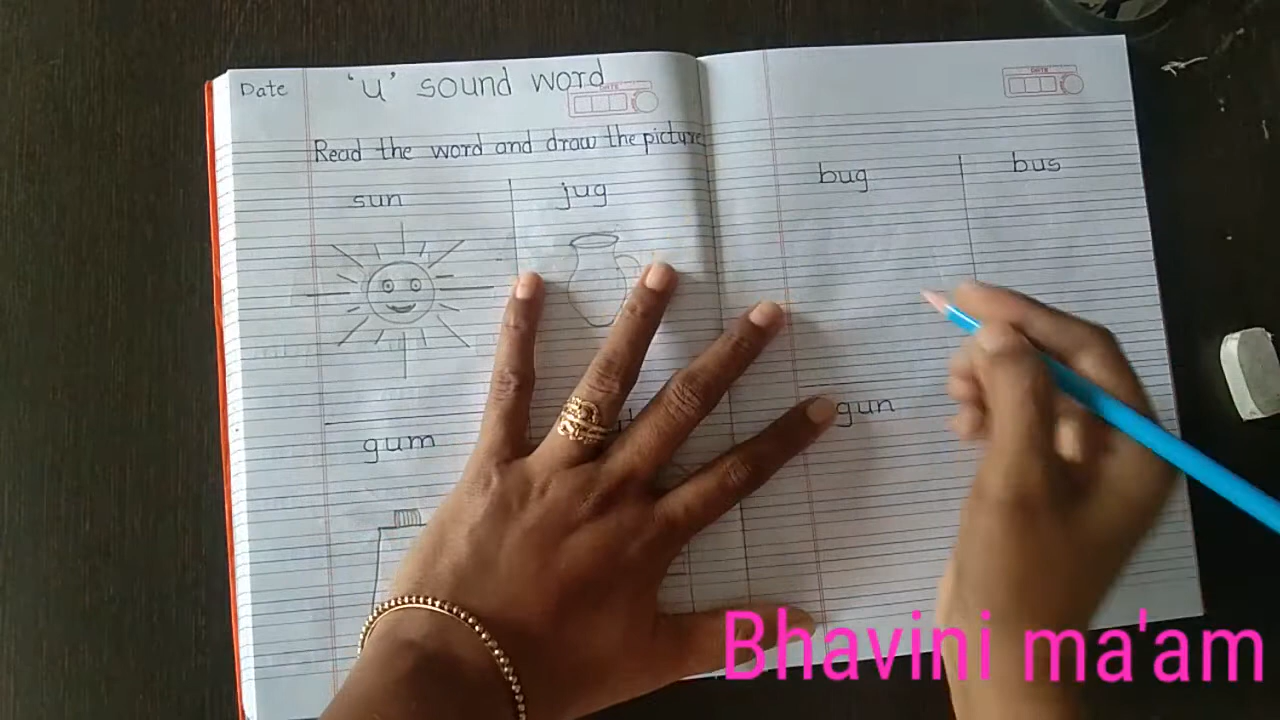 Date
'u' sound word
Read the word and draw the picture
sun
jug
gum
bug
bus
gun
Bhavini ma'am